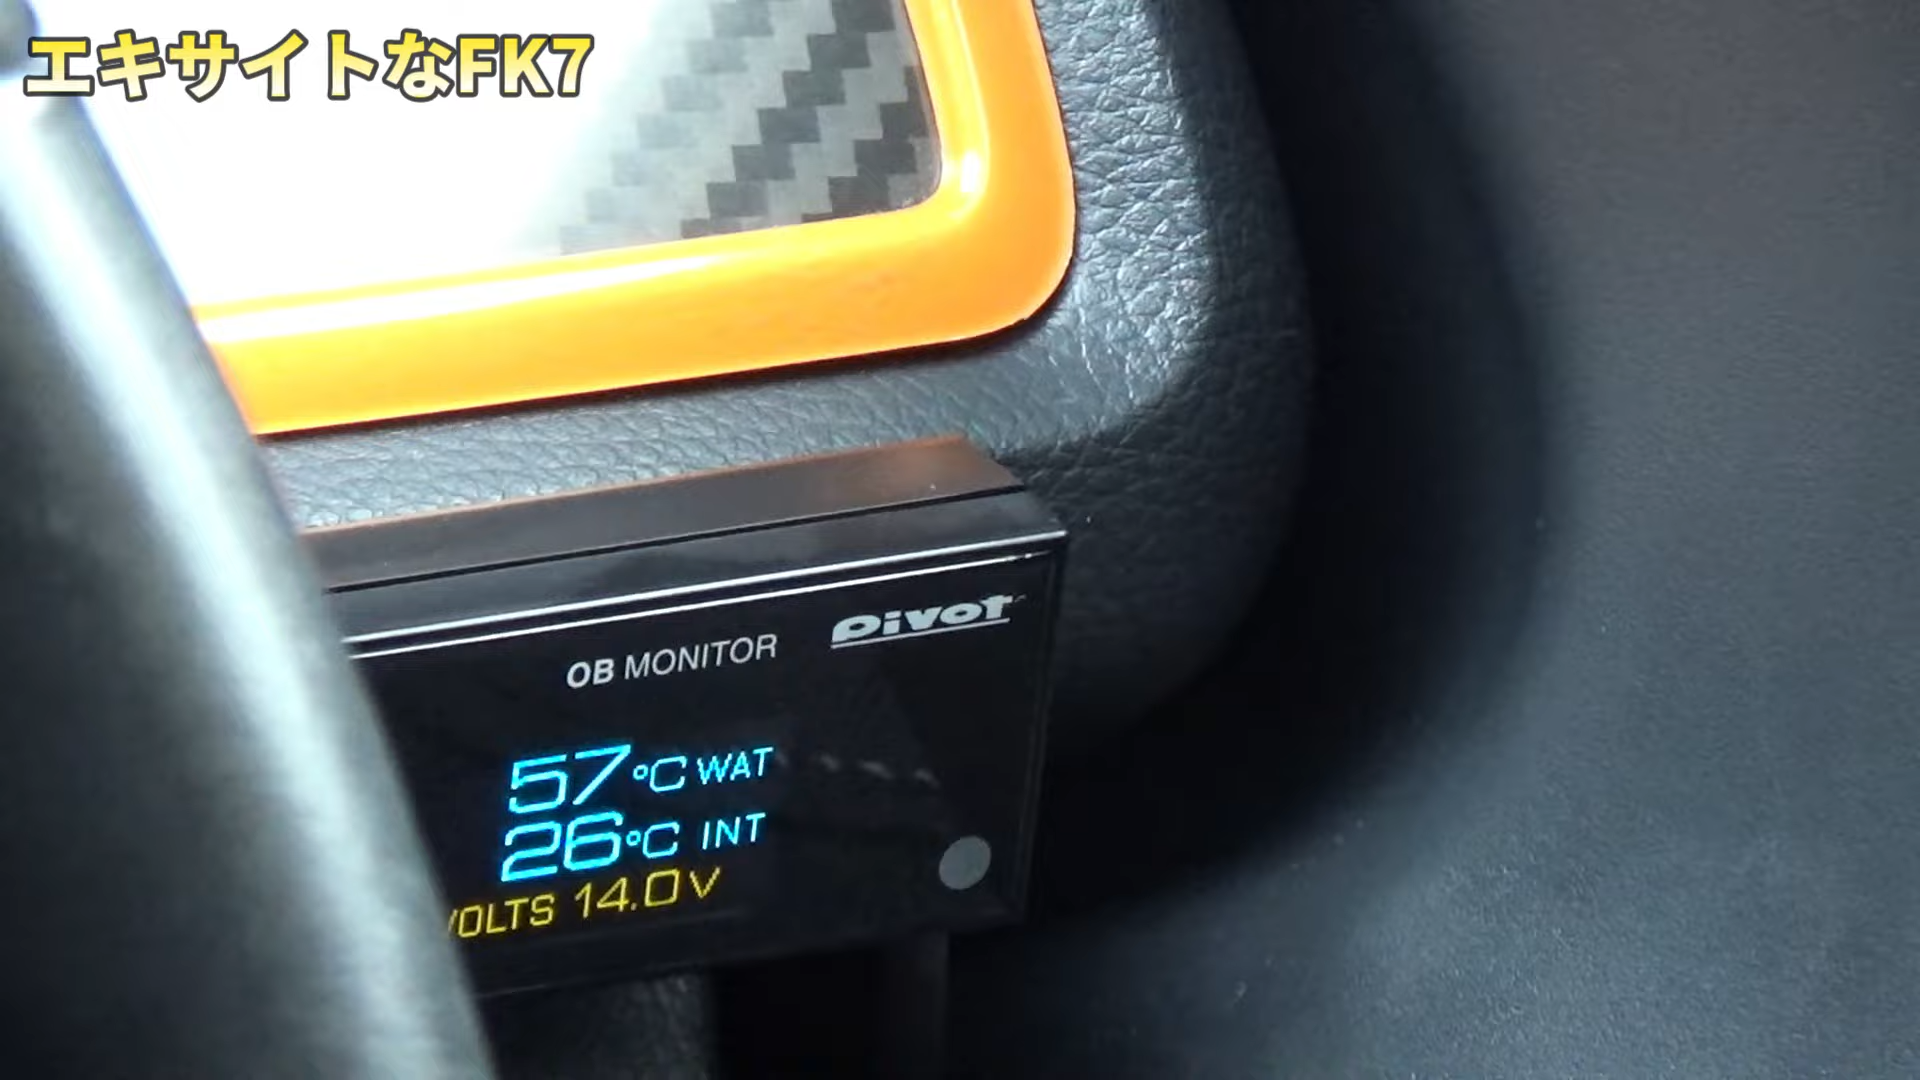 エキサイトなFK7
OB MONITOR pivot
57℃ WAT
26℃ INT
VOLTS 14.0V